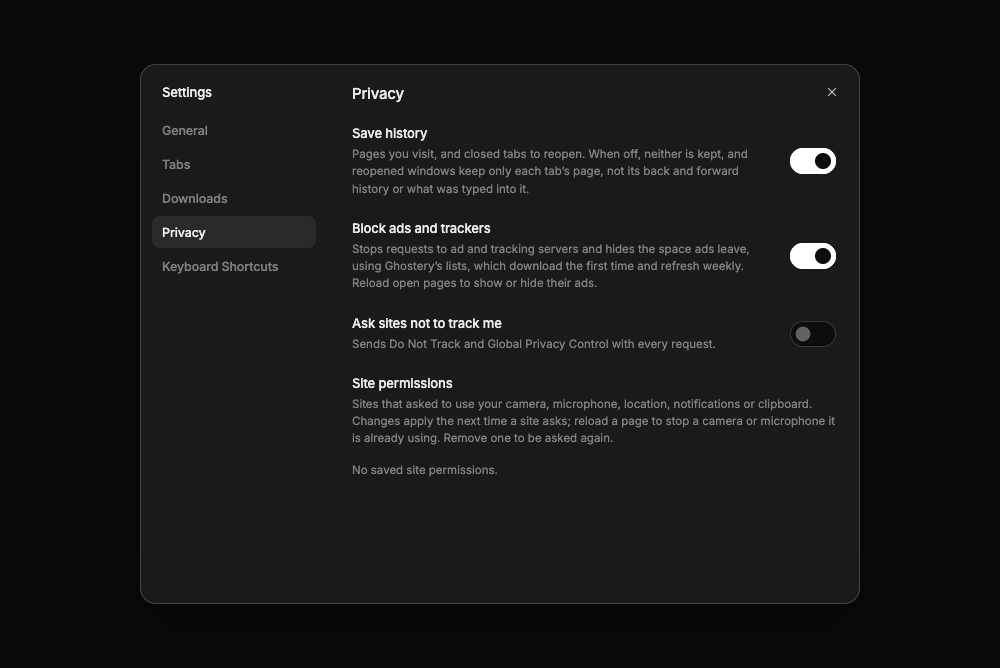 Settings
General
Tabs
Downloads
Privacy
Keyboard Shortcuts
Privacy
Save history
Pages you visit, and closed tabs to reopen. When off, neither is kept, and
reopened windows keep only each tab’s page, not its back and forward
history or what was typed into it.
Block ads and trackers
Stops requests to ad and tracking servers and hides the space ads leave,
using Ghostery’s lists, which download the first time and refresh weekly.
Reload open pages to show or hide their ads.
Ask sites not to track me
Sends Do Not Track and Global Privacy Control with every request.
Site permissions
Sites that asked to use your camera, microphone, location, notifications or clipboard.
Changes apply the next time a site asks; reload a page to stop a camera or microphone it
is already using. Remove one to be asked again.
No saved site permissions.